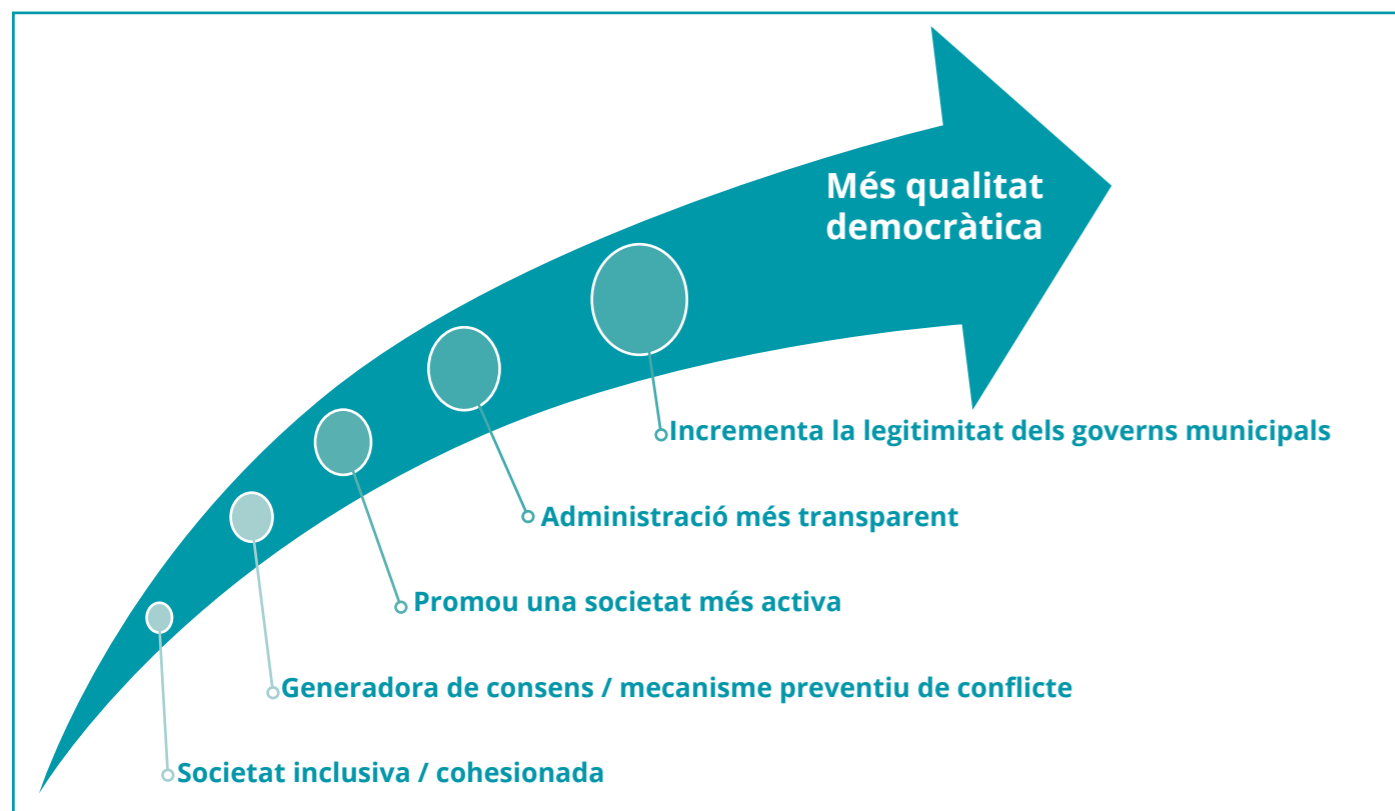 Més qualitat
democràtica
Incrementa la legitimitat dels governs municipals
Administració més transparent
Promou una societat més activa
Generadora de consens / mecanisme preventiu de conflicte
Societat inclusiva / cohesionada